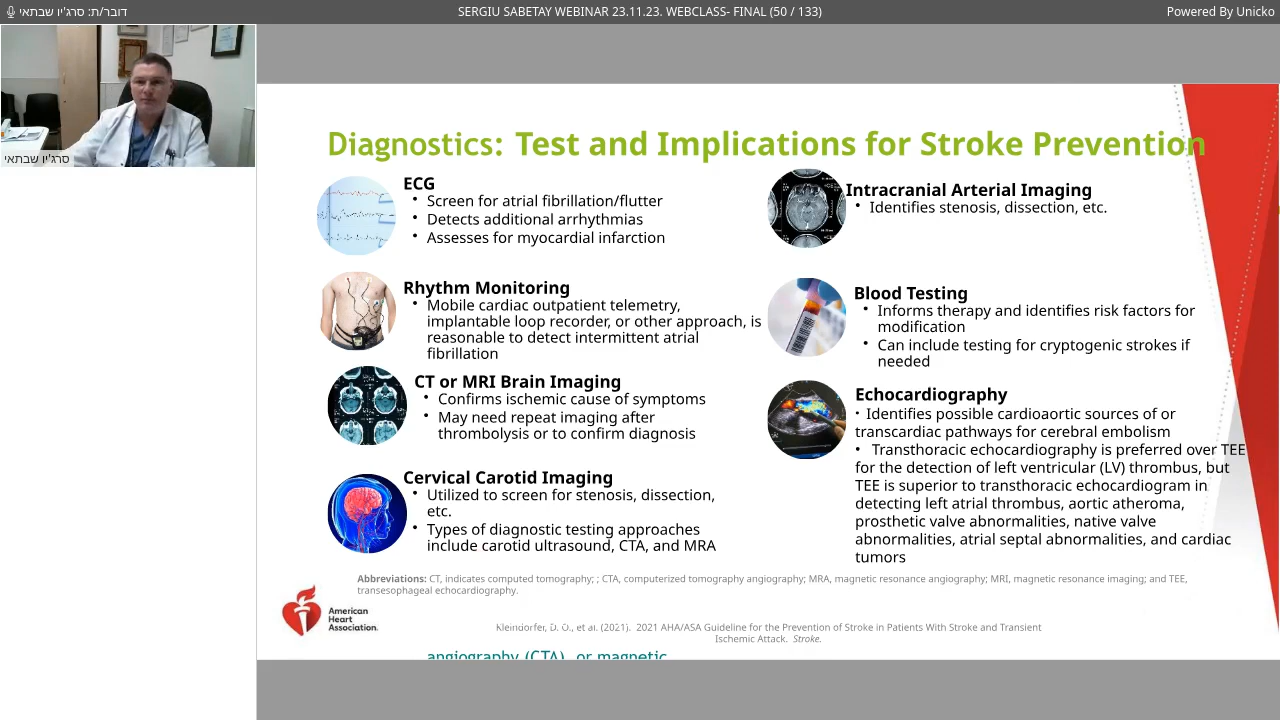 דובר/ת: סרג'יו שבתאי
SERGIU SABETAY WEBINAR 23.11.23. WEBCLASS- FINAL (50 / 133)
Powered By Unicko
סרג'יו שבתאי
Diagnostics: Test and Implications for Stroke Prevention
ECG
• Screen for atrial fibrillation/flutter
• Detects additional arrhythmias
• Assesses for myocardial infarction
Rhythm Monitoring
• Mobile cardiac outpatient telemetry,
implantable loop recorder, or other approach, is
reasonable to detect intermittent atrial
fibrillation
CT or MRI Brain Imaging
• Confirms ischemic cause of symptoms
• May need repeat imaging after
thrombolysis or to confirm diagnosis
Cervical Carotid Imaging
• Utilized to screen for stenosis, dissection,
etc.
• Types of diagnostic testing approaches
include carotid ultrasound, CTA, and MRA
Intracranial Arterial Imaging
• Identifies stenosis, dissection, etc.
Blood Testing
• Informs therapy and identifies risk factors for
modification
• Can include testing for cryptogenic strokes if
needed
Echocardiography
• Identifies possible cardioaortic sources of or
transcardiac pathways for cerebral embolism
• Transthoracic echocardiography is preferred over TEE
for the detection of left ventricular (LV) thrombus, but
TEE is superior to transthoracic echocardiogram in
detecting left atrial thrombus, aortic atheroma,
prosthetic valve abnormalities, native valve
abnormalities, atrial septal abnormalities, and cardiac
tumors
Abbreviations: CT, indicates computed tomography; ; CTA, computerized tomography angiography; MRA, magnetic resonance angiography; MRI, magnetic resonance imaging; and TEE,
transesophageal echocardiography.
American
Heart
Association.
Kleindorfer, D. O., et al. (2021). 2021 AHA/ASA Guideline for the Prevention of Stroke in Patients With Stroke and Transient
Ischemic Attack. Stroke.
angiography (CTA), or magnetic